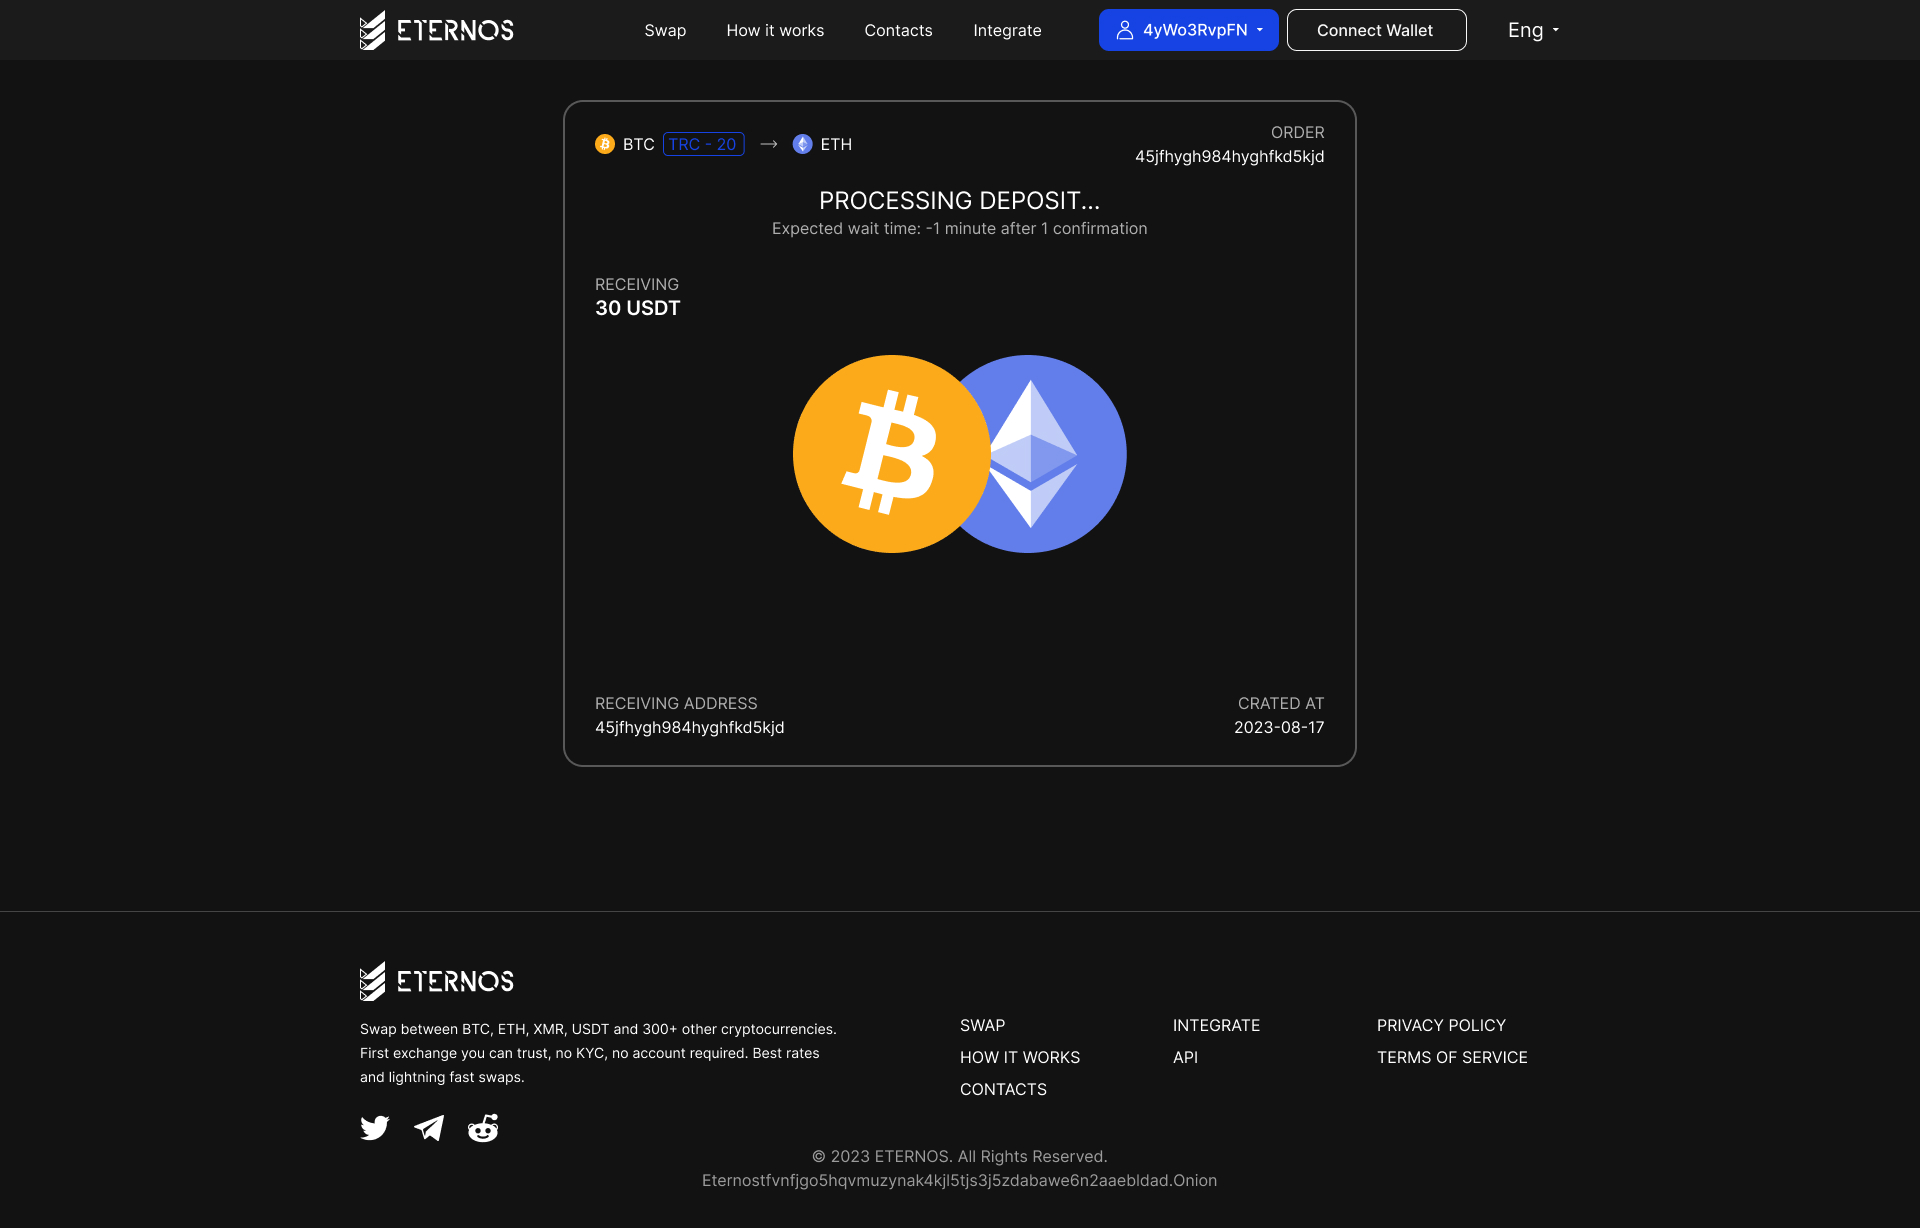 ETERNOS
Swap
How it works
Contacts
Integrate
4yWo3RvpFN
Connect Wallet
Eng
BTC TRC - 20 ETH
ORDER
45jfhygh984hyghfkd5kjd
PROCESSING DEPOSIT...
Expected wait time: -1 minute after 1 confirmation
RECEIVING
30 USDT
RECEIVING ADDRESS
45jfhygh984hyghfkd5kjd
CRATED AT
2023-08-17
ETERNOS
Swap between BTC, ETH, XMR, USDT and 300+ other cryptocurrencies.
First exchange you can trust, no KYC, no account required. Best rates
and lightning fast swaps.
SWAP
HOW IT WORKS
CONTACTS
INTEGRATE
API
PRIVACY POLICY
TERMS OF SERVICE
© 2023 ETERNOS. All Rights Reserved.
Eternostfvnfjgo5hqvmuzynak4kjl5tjs3j5zdabawe6n2aaebldad.Onion